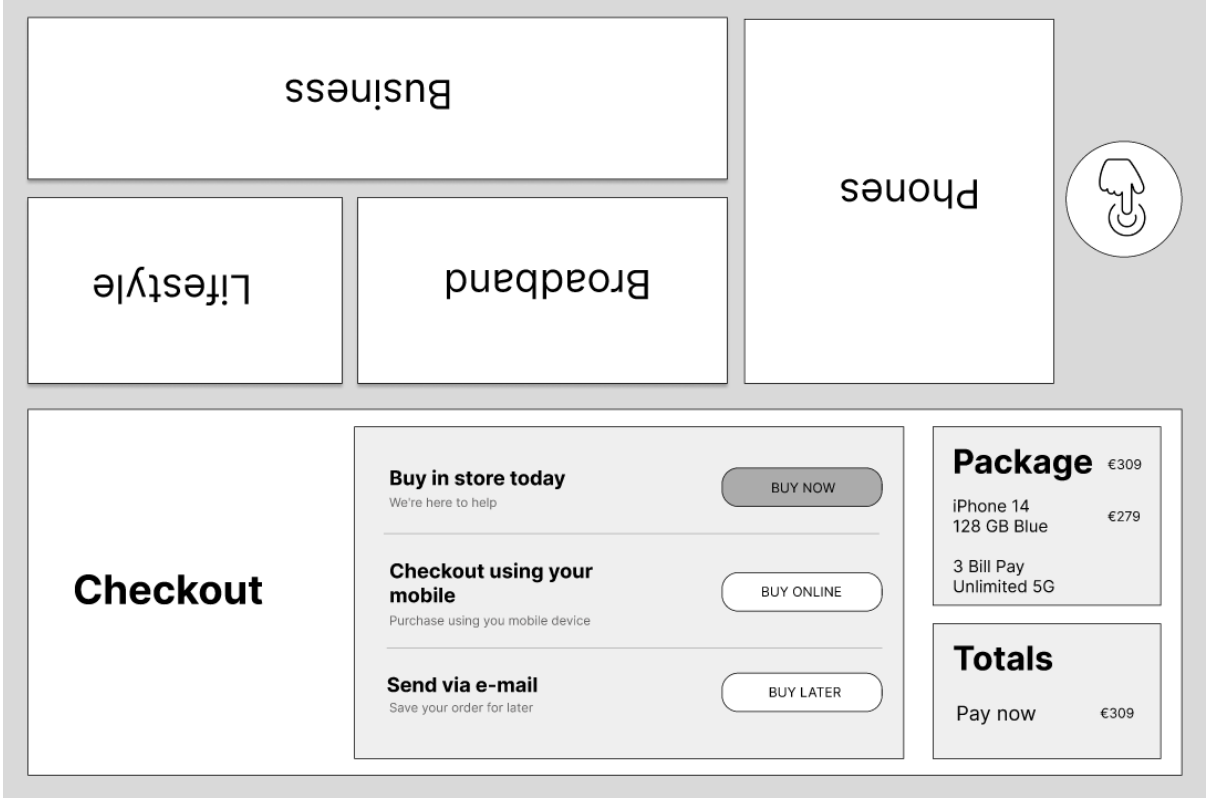 Business
Phones
Lifestyle
Broadband
Checkout
Buy in store today
We're here to help
BUY NOW
Checkout using your
mobile
Purchase using you mobile device
BUY ONLINE
Send via e-mail
Save your order for later
BUY LATER
Package €309
iPhone 14
128 GB Blue
€279
3 Bill Pay
Unlimited 5G
Totals
Pay now €309